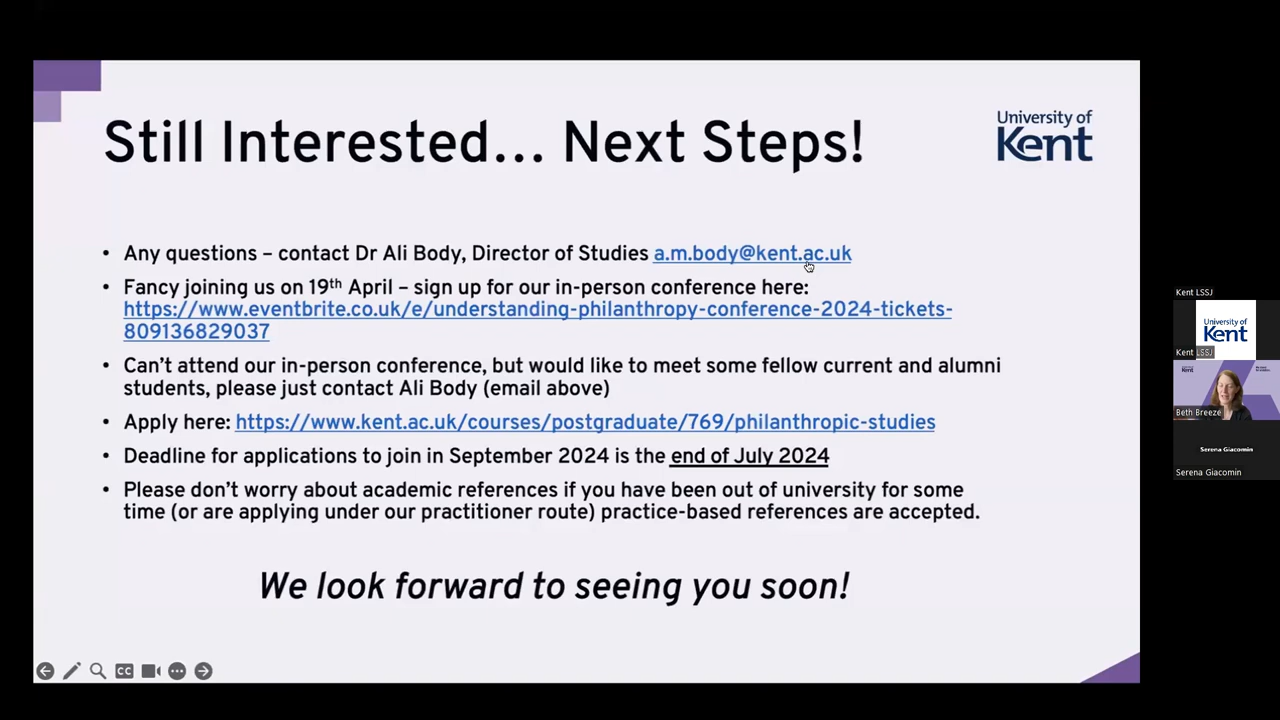 Still Interested... Next Steps!
University of
Kent
• Any questions – contact Dr Ali Body, Director of Studies a.m.body@kent.ac.uk
• Fancy joining us on 19th April – sign up for our in-person conference here:
https://www.eventbrite.co.uk/e/understanding-philanthropy-conference-2024-tickets-
809136829037
• Can't attend our in-person conference, but would like to meet some fellow current and alumni
students, please just contact Ali Body (email above)
• Apply here: https://www.kent.ac.uk/courses/postgraduate/769/philanthropic-studies
• Deadline for applications to join in September 2024 is the end of July 2024
• Please don't worry about academic references if you have been out of university for some
time (or are applying under our practitioner route) practice-based references are accepted.
We look forward to seeing you soon!
CC
Kent LSSJ
University of
Kent
Kent LSSJ
Beth Breeze
Serena Giacomin
Serena Giacomin